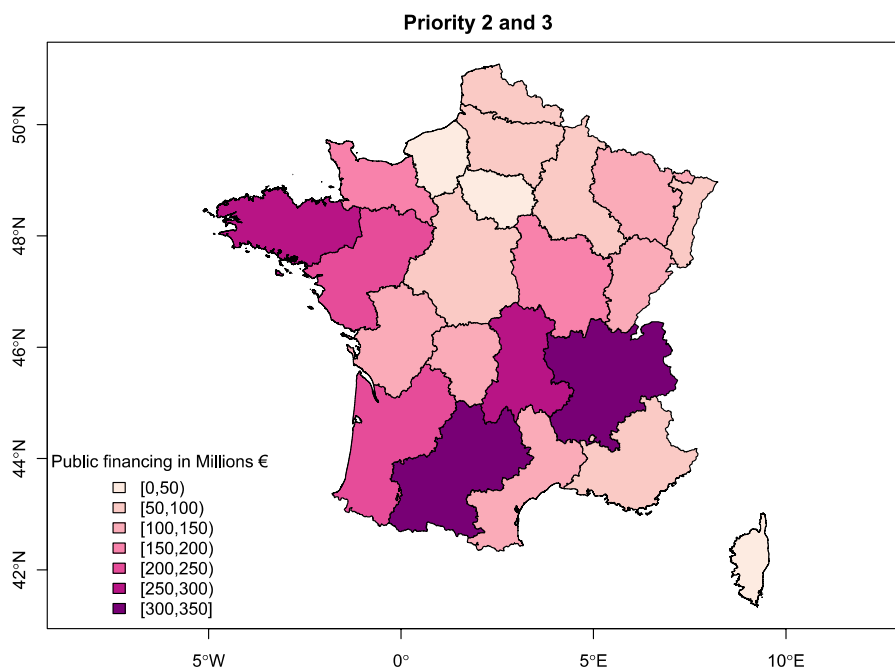 Priority 2 and 3
50°N
48°N
46°N
44°N
42°N
Public financing in Millions €
[0,50)
[50,100)
[100,150)
[150,200)
[200,250)
[250,300)
[300,350]
5°W
0°
5°E
10°E